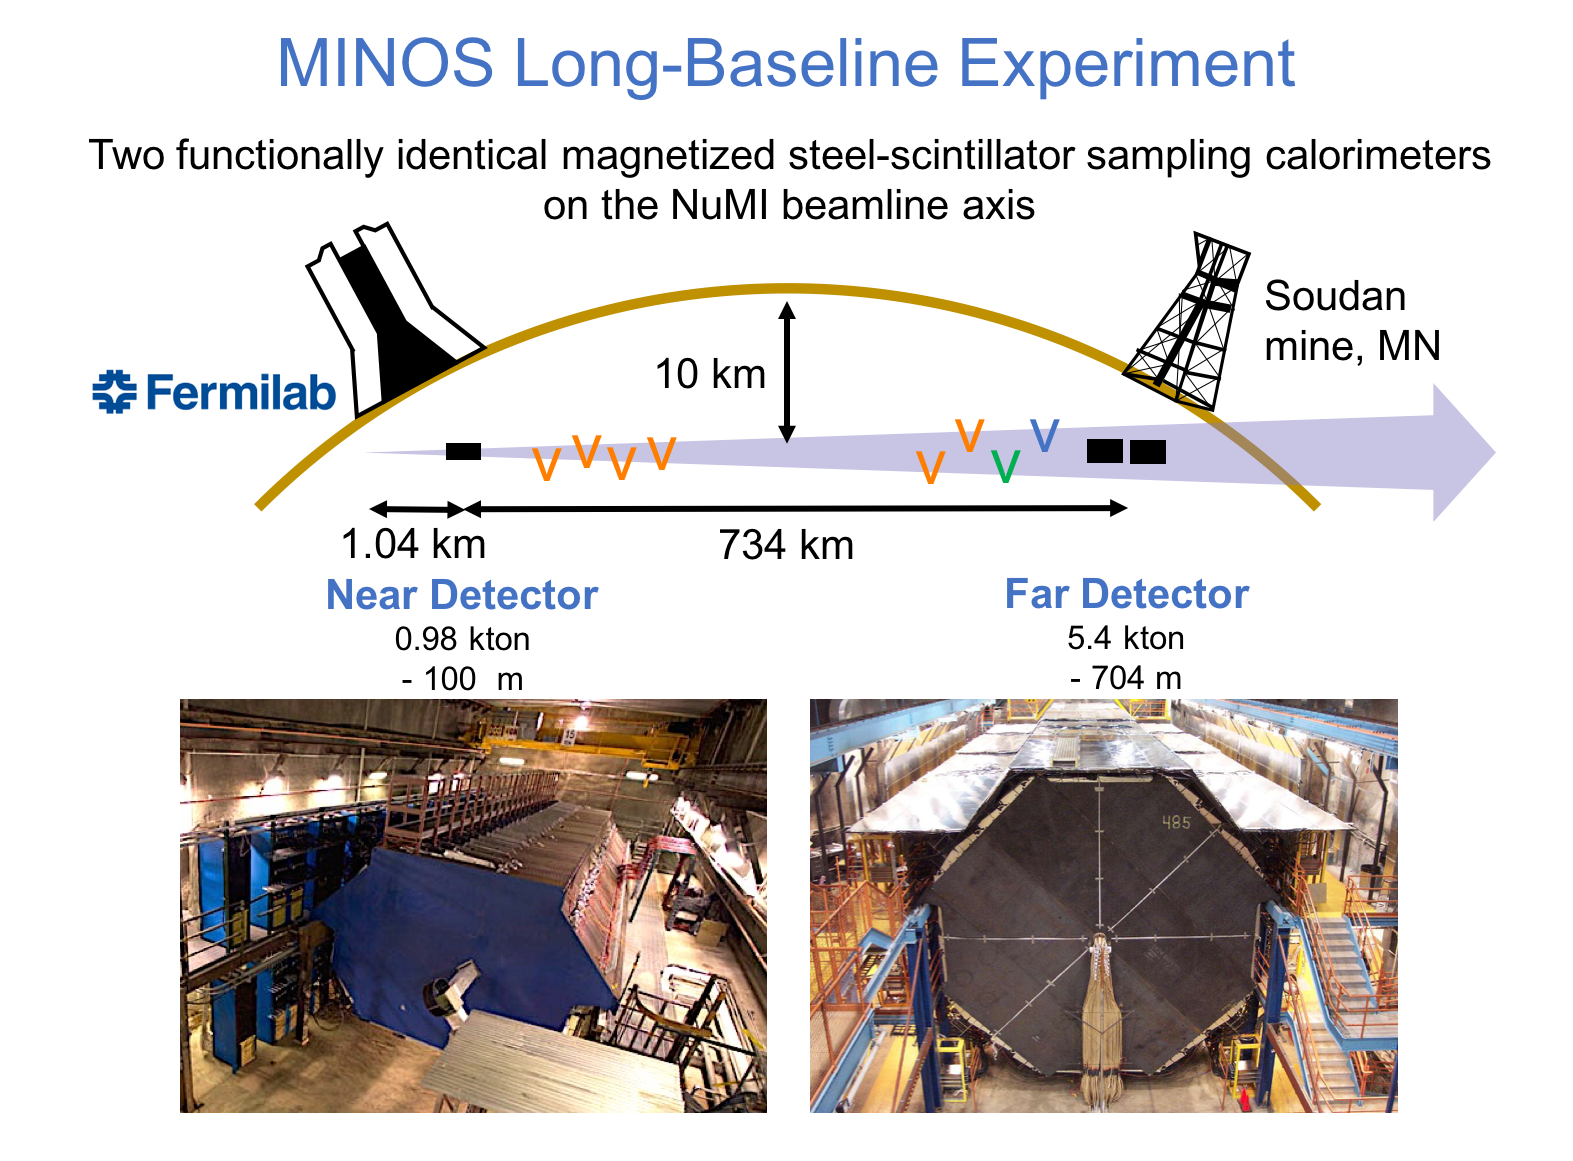 MINOS Long-Baseline Experiment
Two functionally identical magnetized steel-scintillator sampling calorimeters
on the NuMI beamline axis
Soudan
mine, MN
10 km
Fermilab
ν ν ν ν ν ν ν ν
1.04 km
734 km
Near Detector
0.98 kton
- 100 m
Far Detector
5.4 kton
- 704 m
15
485